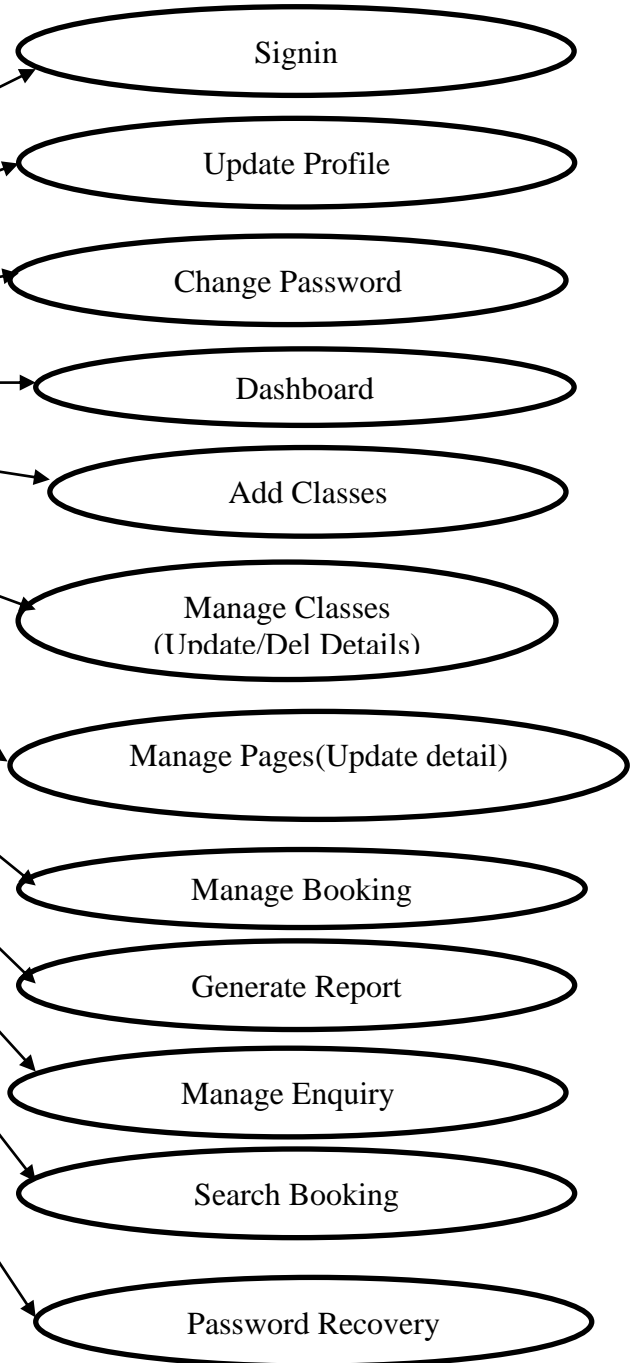 Signin
Update Profile
Change Password
Dashboard
Add Classes
Manage Classes
(Update/Del Details)
Manage Pages(Update detail)
Manage Booking
Generate Report
Manage Enquiry
Search Booking
Password Recovery